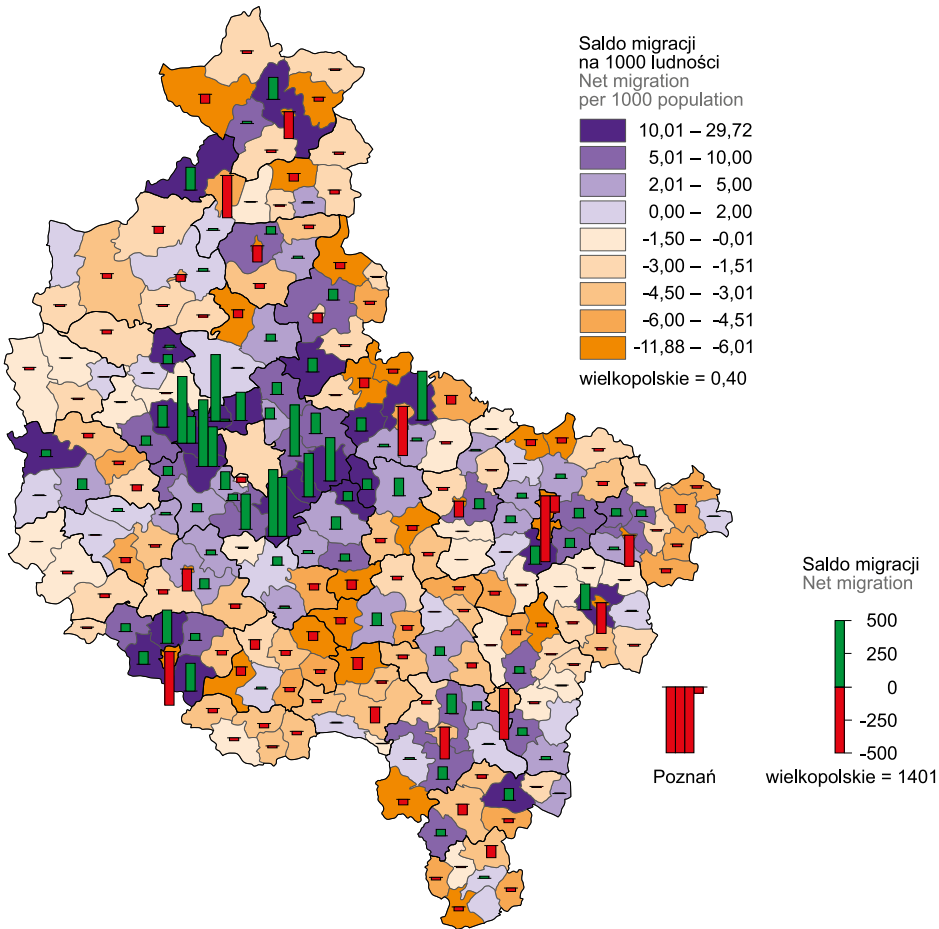 Saldo migracji
na 1000 ludności
Net migration
per 1000 population
10,01 – 29,72
5,01 – 10,00
2,01 – 5,00
0,00 – 2,00
-1,50 – -0,01
-3,00 – -1,51
-4,50 – -3,01
-6,00 – -4,51
-11,88 – -6,01
wielkopolskie = 0,40
Saldo migracji
Net migration
500
250
0
-250
-500
Poznań
wielkopolskie = 1401